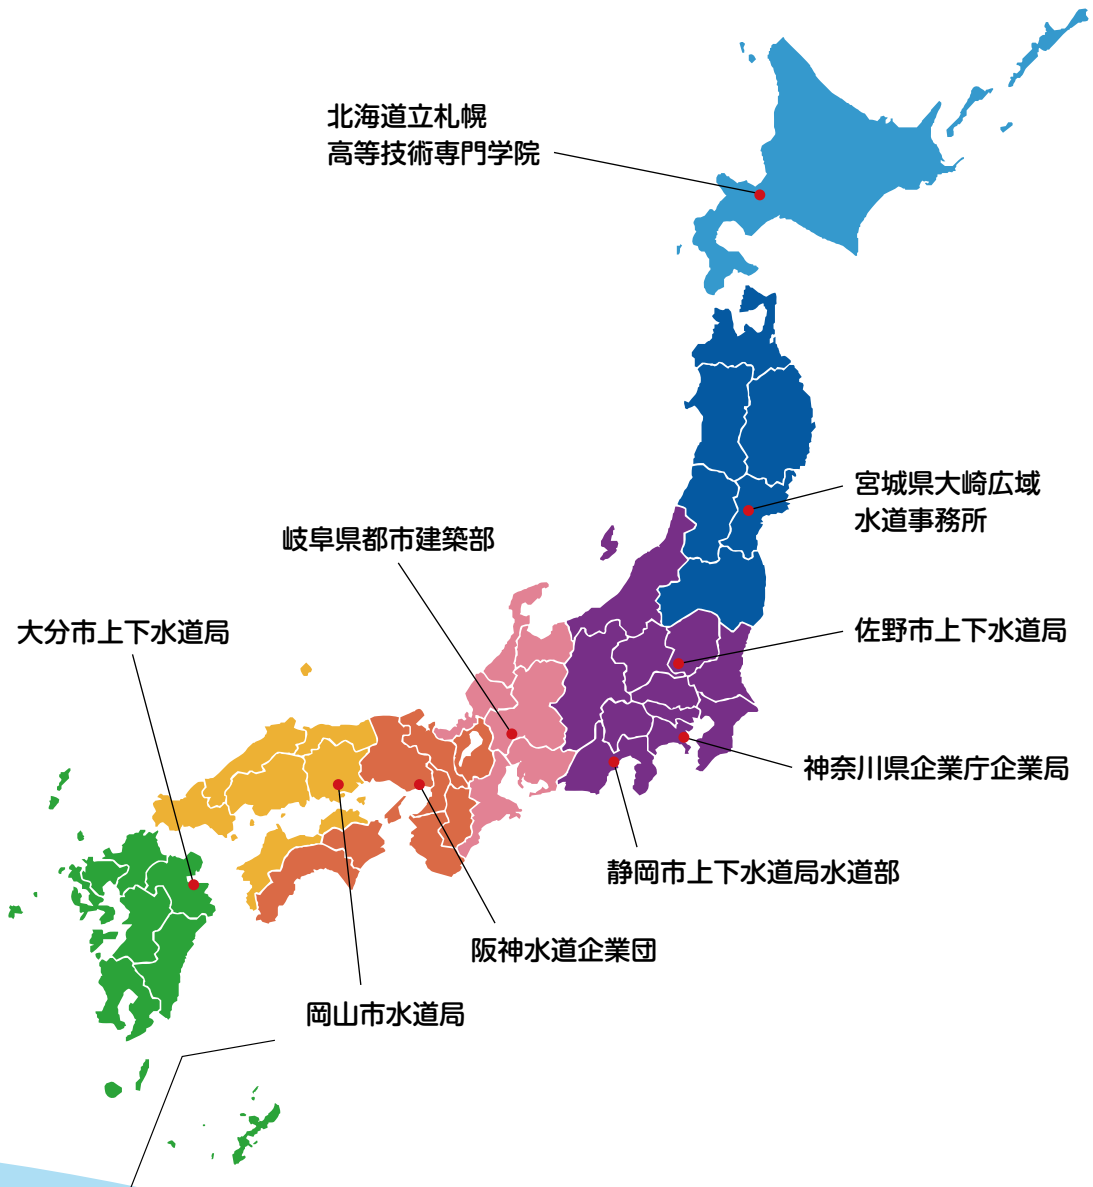 北海道立札幌
高等技術専門学院
宮城県大崎広域
水道事務所
岐阜県都市建築部
大分市上下水道局
佐野市上下水道局
神奈川県企業庁企業局
静岡市上下水道局水道部
阪神水道企業団
岡山市水道局